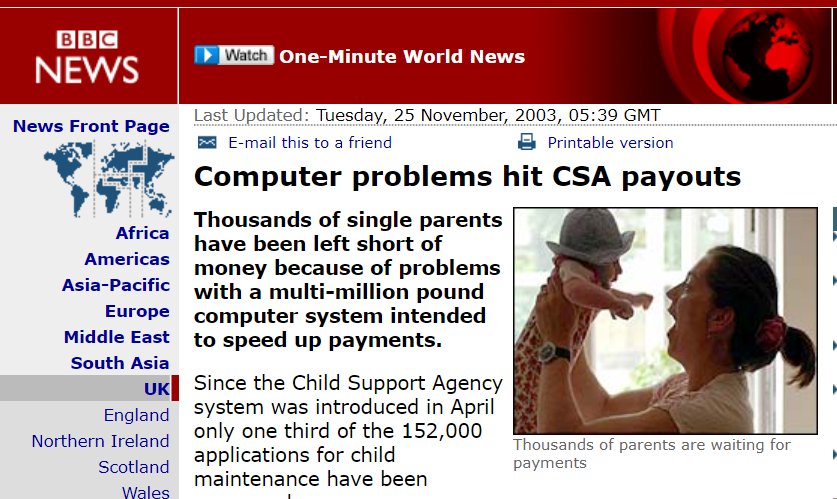 BBC
NEWS
Watch One-Minute World News
News Front Page
Africa
Americas
Asia-Pacific
Europe
Middle East
South Asia
UK
England
Northern Ireland
Scotland
Wales
Last Updated: Tuesday, 25 November, 2003, 05:39 GMT
E-mail this to a friend
Printable version
Computer problems hit CSA payouts
Thousands of single parents
have been left short of
money because of problems
with a multi-million pound
computer system intended
to speed up payments.
Since the Child Support Agency
system was introduced in April
only one third of the 152,000
applications for child
maintenance have been
Thousands of parents are waiting for
payments